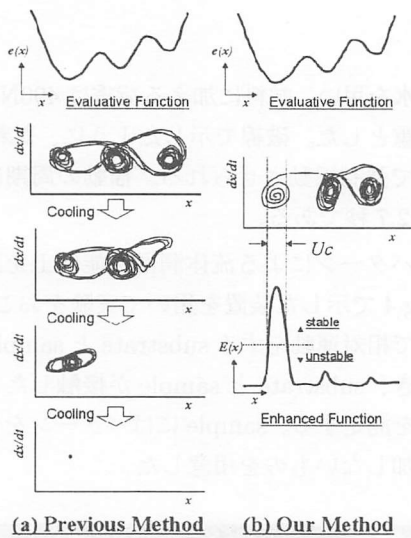 e(x)
x
Evaluative Function
dx/dt
x
Cooling
dx/dt
x
Cooling
dx/dt
x
Cooling
dx/dt
x
(a) Previous Method
e(x)
x
Evaluative Function
dx/dt
x
Uc
stable
unstable
E(x)
x
Enhanced Function
(b) Our Method